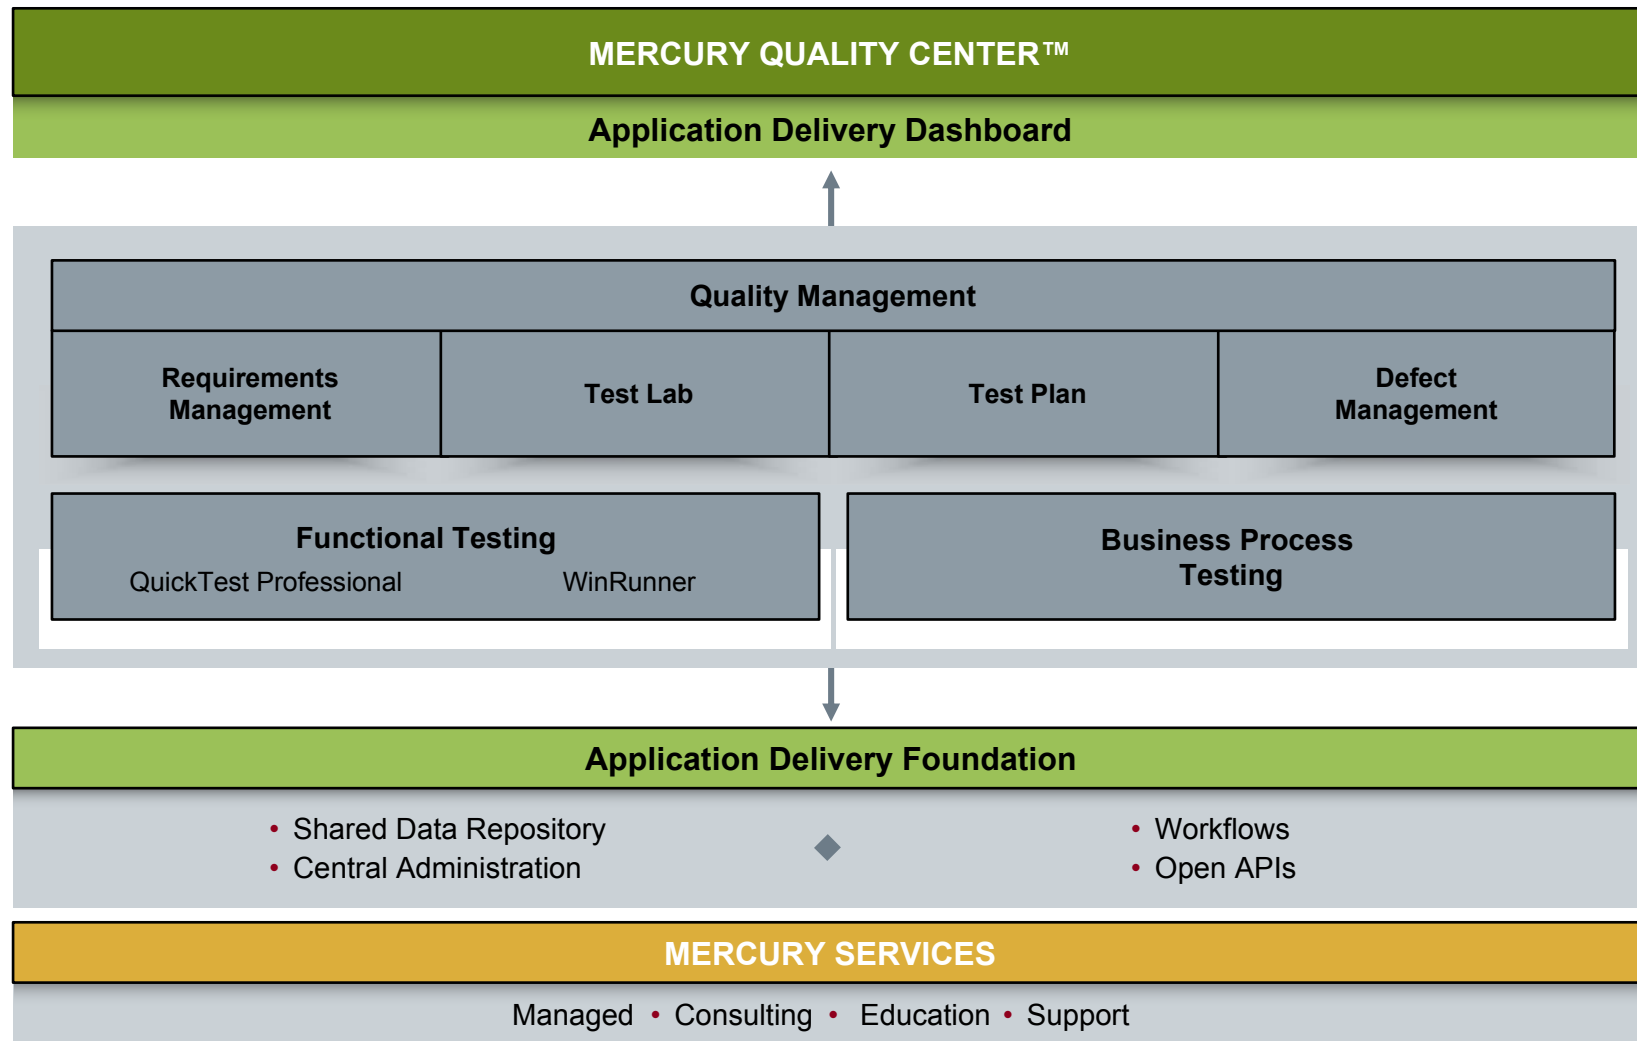 MERCURY QUALITY CENTER™
Application Delivery Dashboard
Quality Management
Requirements
Management
Test Lab
Test Plan
Defect
Management
Functional Testing
QuickTest Professional
WinRunner
Business Process
Testing
Application Delivery Foundation
• Shared Data Repository
• Central Administration
• Workflows
• Open APIs
MERCURY SERVICES
Managed • Consulting • Education • Support